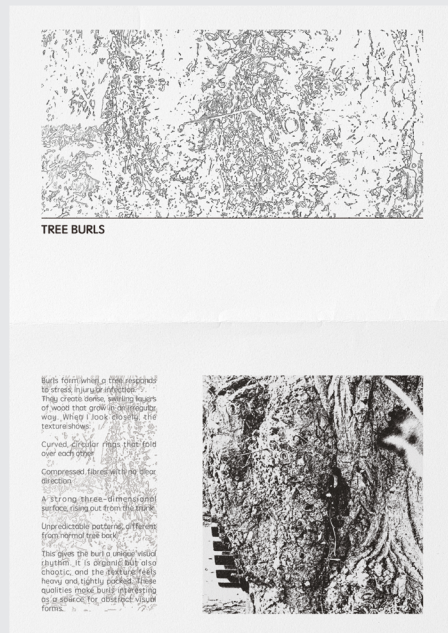 TREE BURLS
Burls form when a tree responds
to stress, injury or infection.
They create dense, swirling layers
of wood that grow in an irregular
way. When I look closely, the
texture shows:
Curved, circular rings that fold
over each other
Compressed fibres with no clear
direction
A strong three-dimensional
surface, rising out from the trunk
Unpredictable patterns, different
from normal tree bark
This gives the burl a unique visual
rhythm. It is organic but also
chaotic, and the texture feels
heavy and tightly packed. These
qualities make burls interesting
as a source for abstract visual
forms.